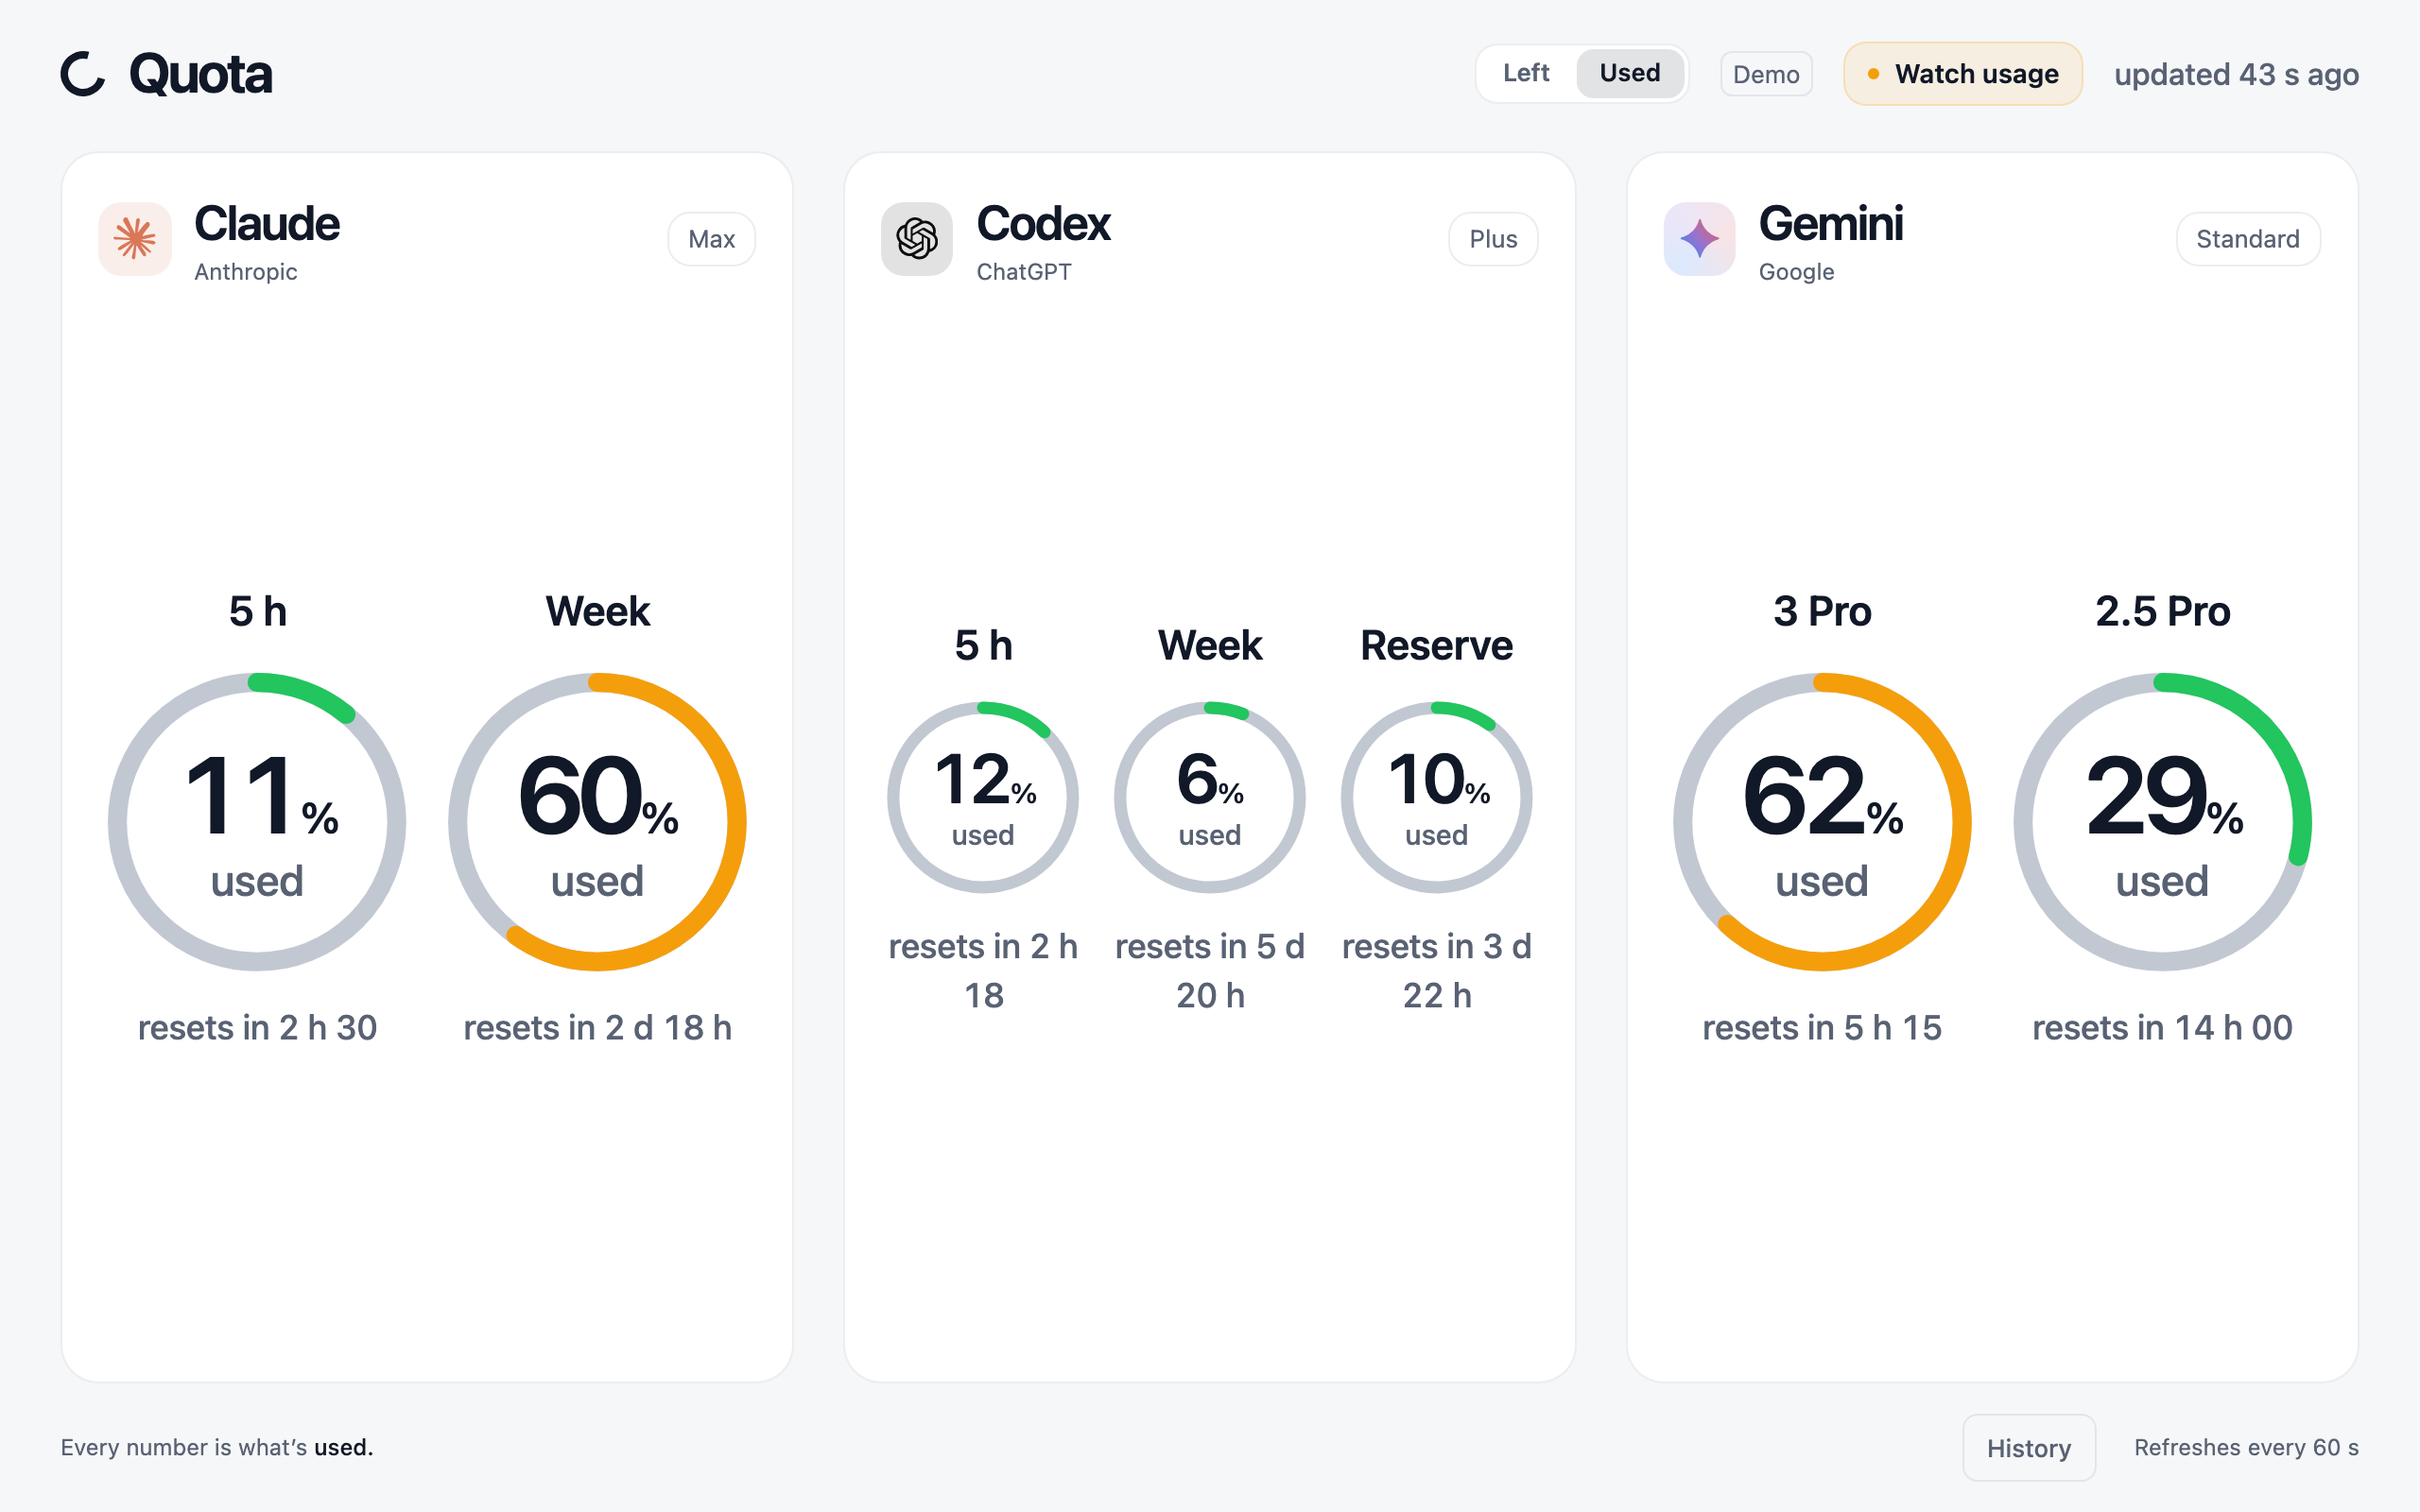 Quota
Left Used Demo Watch usage updated 43 s ago
Claude
Anthropic
Max
5 h Week
11% used 60% used
resets in 2 h 30 resets in 2 d 18 h
Codex
ChatGPT
Plus
5 h Week Reserve
12% used 6% used 10% used
resets in 2 h 18 resets in 5 d 20 h resets in 3 d 22 h
Gemini
Google
Standard
3 Pro 2.5 Pro
62% used 29% used
resets in 5 h 15 resets in 14 h 00
Every number is what’s used.
History Refreshes every 60 s